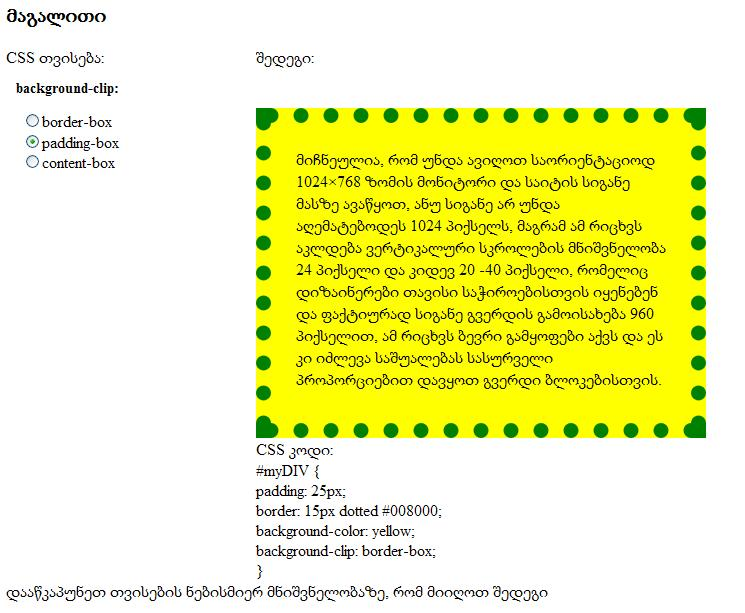 მაგალითი
CSS თვისება:
შედეგი:
background-clip:
border-box
padding-box
content-box
მიჩნეულია, რომ უნდა ავიღოთ საორიენტაციოდ
1024×768 ზომის მონიტორი და საიტის სიგანე
მასზე ავაწყოთ, ანუ სიგანე არ უნდა
აღემატებოდეს 1024 პიქსელს, მაგრამ ამ რიცხვს
აკლდება ვერტიკალური სკროლების მნიშვნელობა
24 პიქსელი და კიდევ 20 -40 პიქსელი, რომელიც
დიზაინერები თავისი საჭიროებისთვის იყენებენ
და ფაქტიურად სიგანე გვერდის გამოისახება 960
პიქსელით, ამ რიცხვს ბევრი გამყოფები აქვს და ეს
კი იძლევა საშუალებას სასურველი
პროპორციებით დავყოთ გვერდი ბლოკებისთვის.
CSS კოდი:
#myDIV {
padding: 25px;
border: 15px dotted #008000;
background-color: yellow;
background-clip: border-box;
}
დააწკაპუნეთ თვისების ნებისმიერ მნიშვნელობაზე, რომ მიიღოთ შედეგი